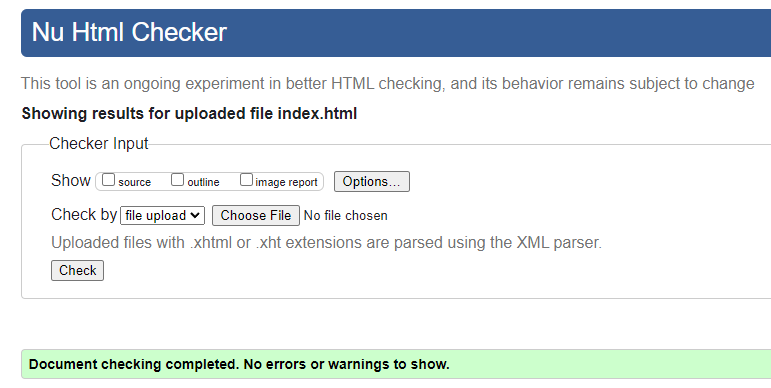 Nu Html Checker
This tool is an ongoing experiment in better HTML checking, and its behavior remains subject to change
Showing results for uploaded file index.html
Checker Input
Show source outline image report Options...
Check by file upload Choose File No file chosen
Uploaded files with .xhtml or .xht extensions are parsed using the XML parser.
Check
Document checking completed. No errors or warnings to show.